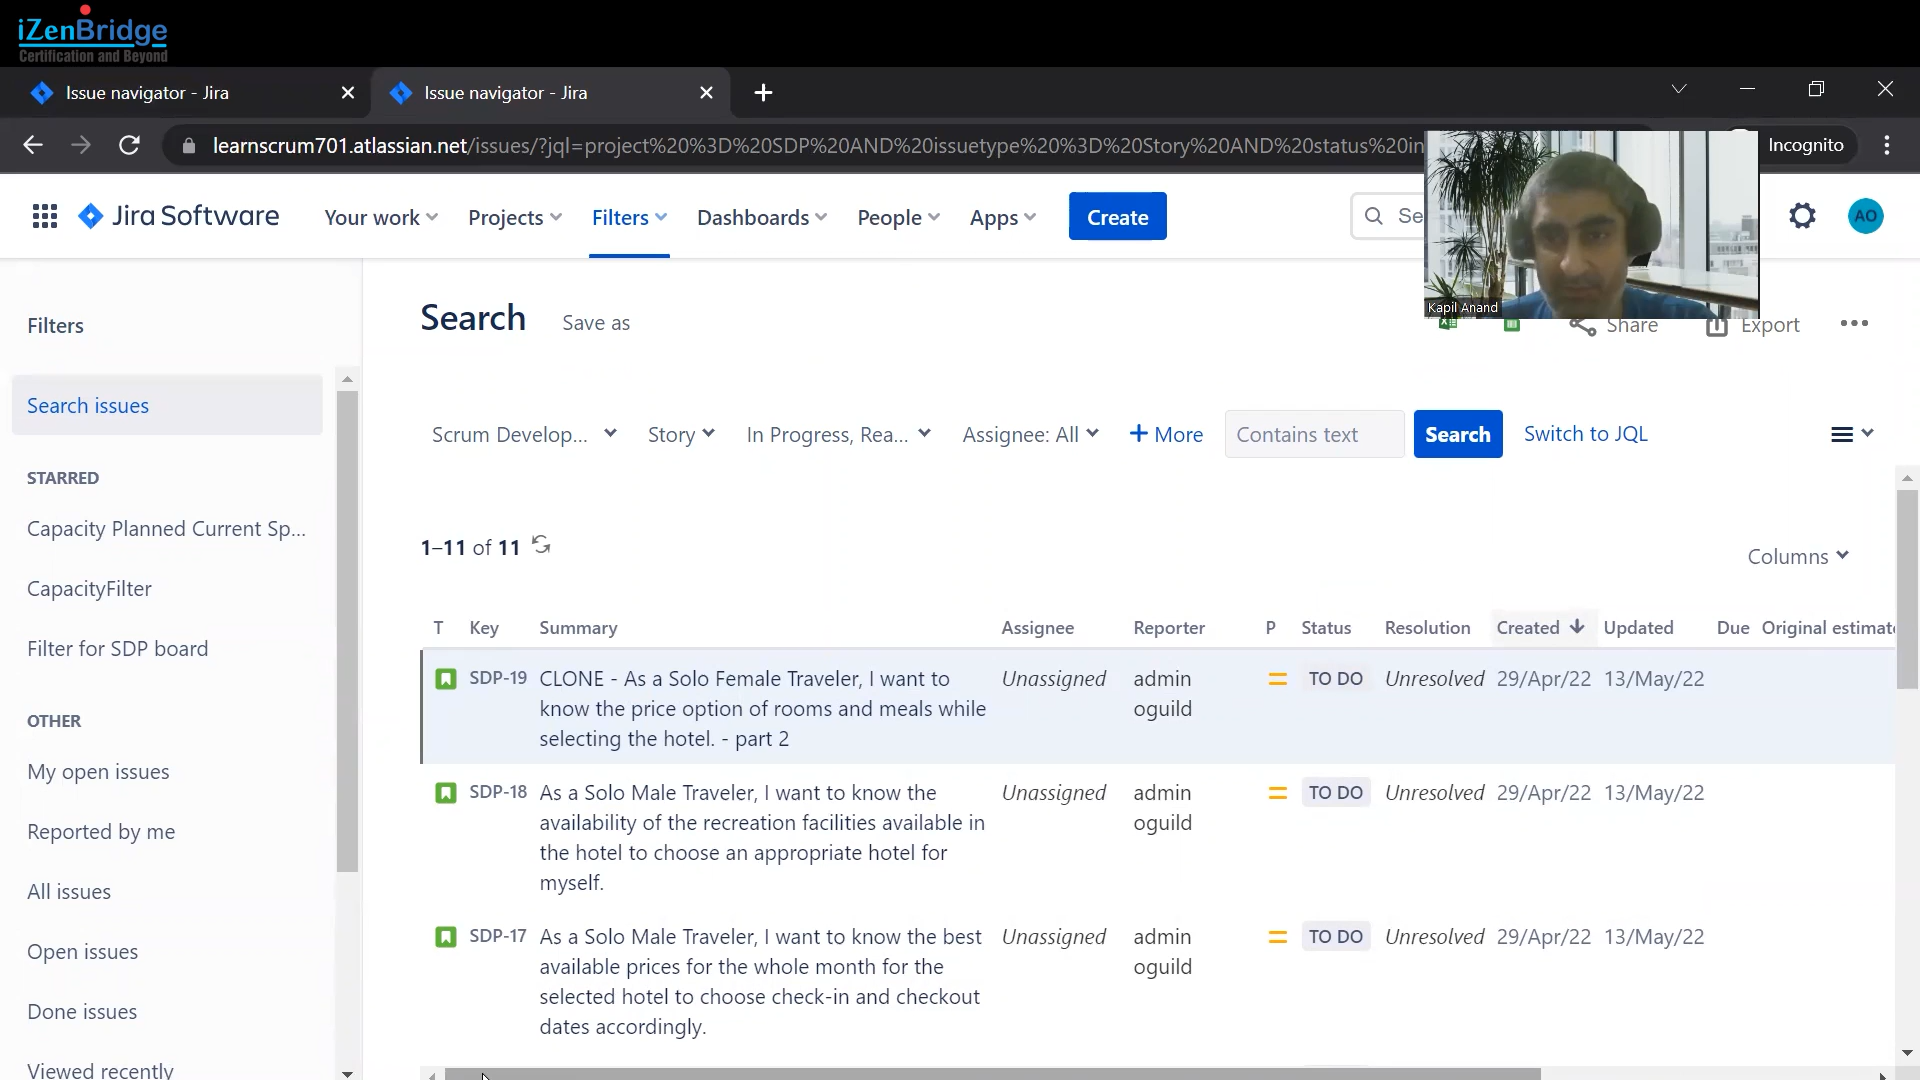 iZenBridge
Certification and Beyond
Issue navigator - Jira
Issue navigator - Jira
learnscrum701.atlassian.net/issues/?jql=project%20%3D%20SDP%20AND%20issuetype%20%3D%20Story%20AND%20status%20in
Incognito
Jira Software
Your work
Projects
Filters
Dashboards
People
Apps
Create
Se
AO
Kapil Anand
Filters
Search issues
STARRED
Capacity Planned Current Sp...
CapacityFilter
Filter for SDP board
OTHER
My open issues
Reported by me
All issues
Open issues
Done issues
Viewed recently
Search
Save as
Share
Export
Scrum Develop...
Story
In Progress, Rea...
Assignee: All
+ More
Contains text
Search
Switch to JQL
1–11 of 11
Columns
T Key Summary Assignee Reporter P Status Resolution Created Updated Due Original estimat
SDP-19 CLONE - As a Solo Female Traveler, I want to Unassigned admin TO DO Unresolved 29/Apr/22 13/May/22
know the price option of rooms and meals while oguild
selecting the hotel. - part 2
SDP-18 As a Solo Male Traveler, I want to know the Unassigned admin TO DO Unresolved 29/Apr/22 13/May/22
availability of the recreation facilities available in oguild
the hotel to choose an appropriate hotel for
myself.
SDP-17 As a Solo Male Traveler, I want to know the best Unassigned admin TO DO Unresolved 29/Apr/22 13/May/22
available prices for the whole month for the oguild
selected hotel to choose check-in and checkout
dates accordingly.